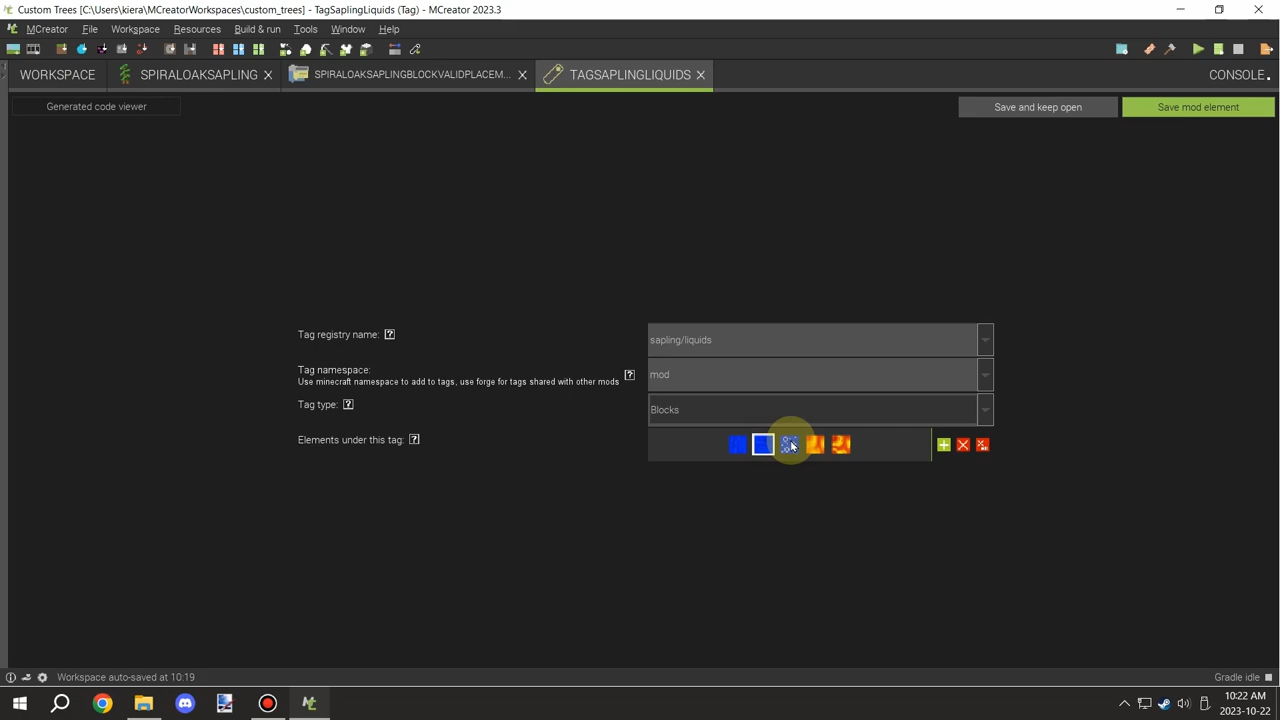 Custom Trees [C:\Users\kiera\MCreatorWorkspaces\custom_trees] - TagSaplingLiquids (Tag) - MCreator 2023.3
MCreator File Workspace Resources Build & run Tools Window Help
WORKSPACE SPIRALOAKSAPLING SPIRALOAKSAPLINGBLOCKVALIDPLACEM... TAGSAPLINGLIQUIDS CONSOLE
Generated code viewer Save and keep open Save mod element
Tag registry name: ? sapling/liquids
Tag namespace: ? mod
Use minecraft namespace to add to tags, use forge for tags shared with other mods
Tag type: ? Blocks
Elements under this tag: ?
Workspace auto-saved at 10:19 Gradle idle
10:22 AM
2023-10-22